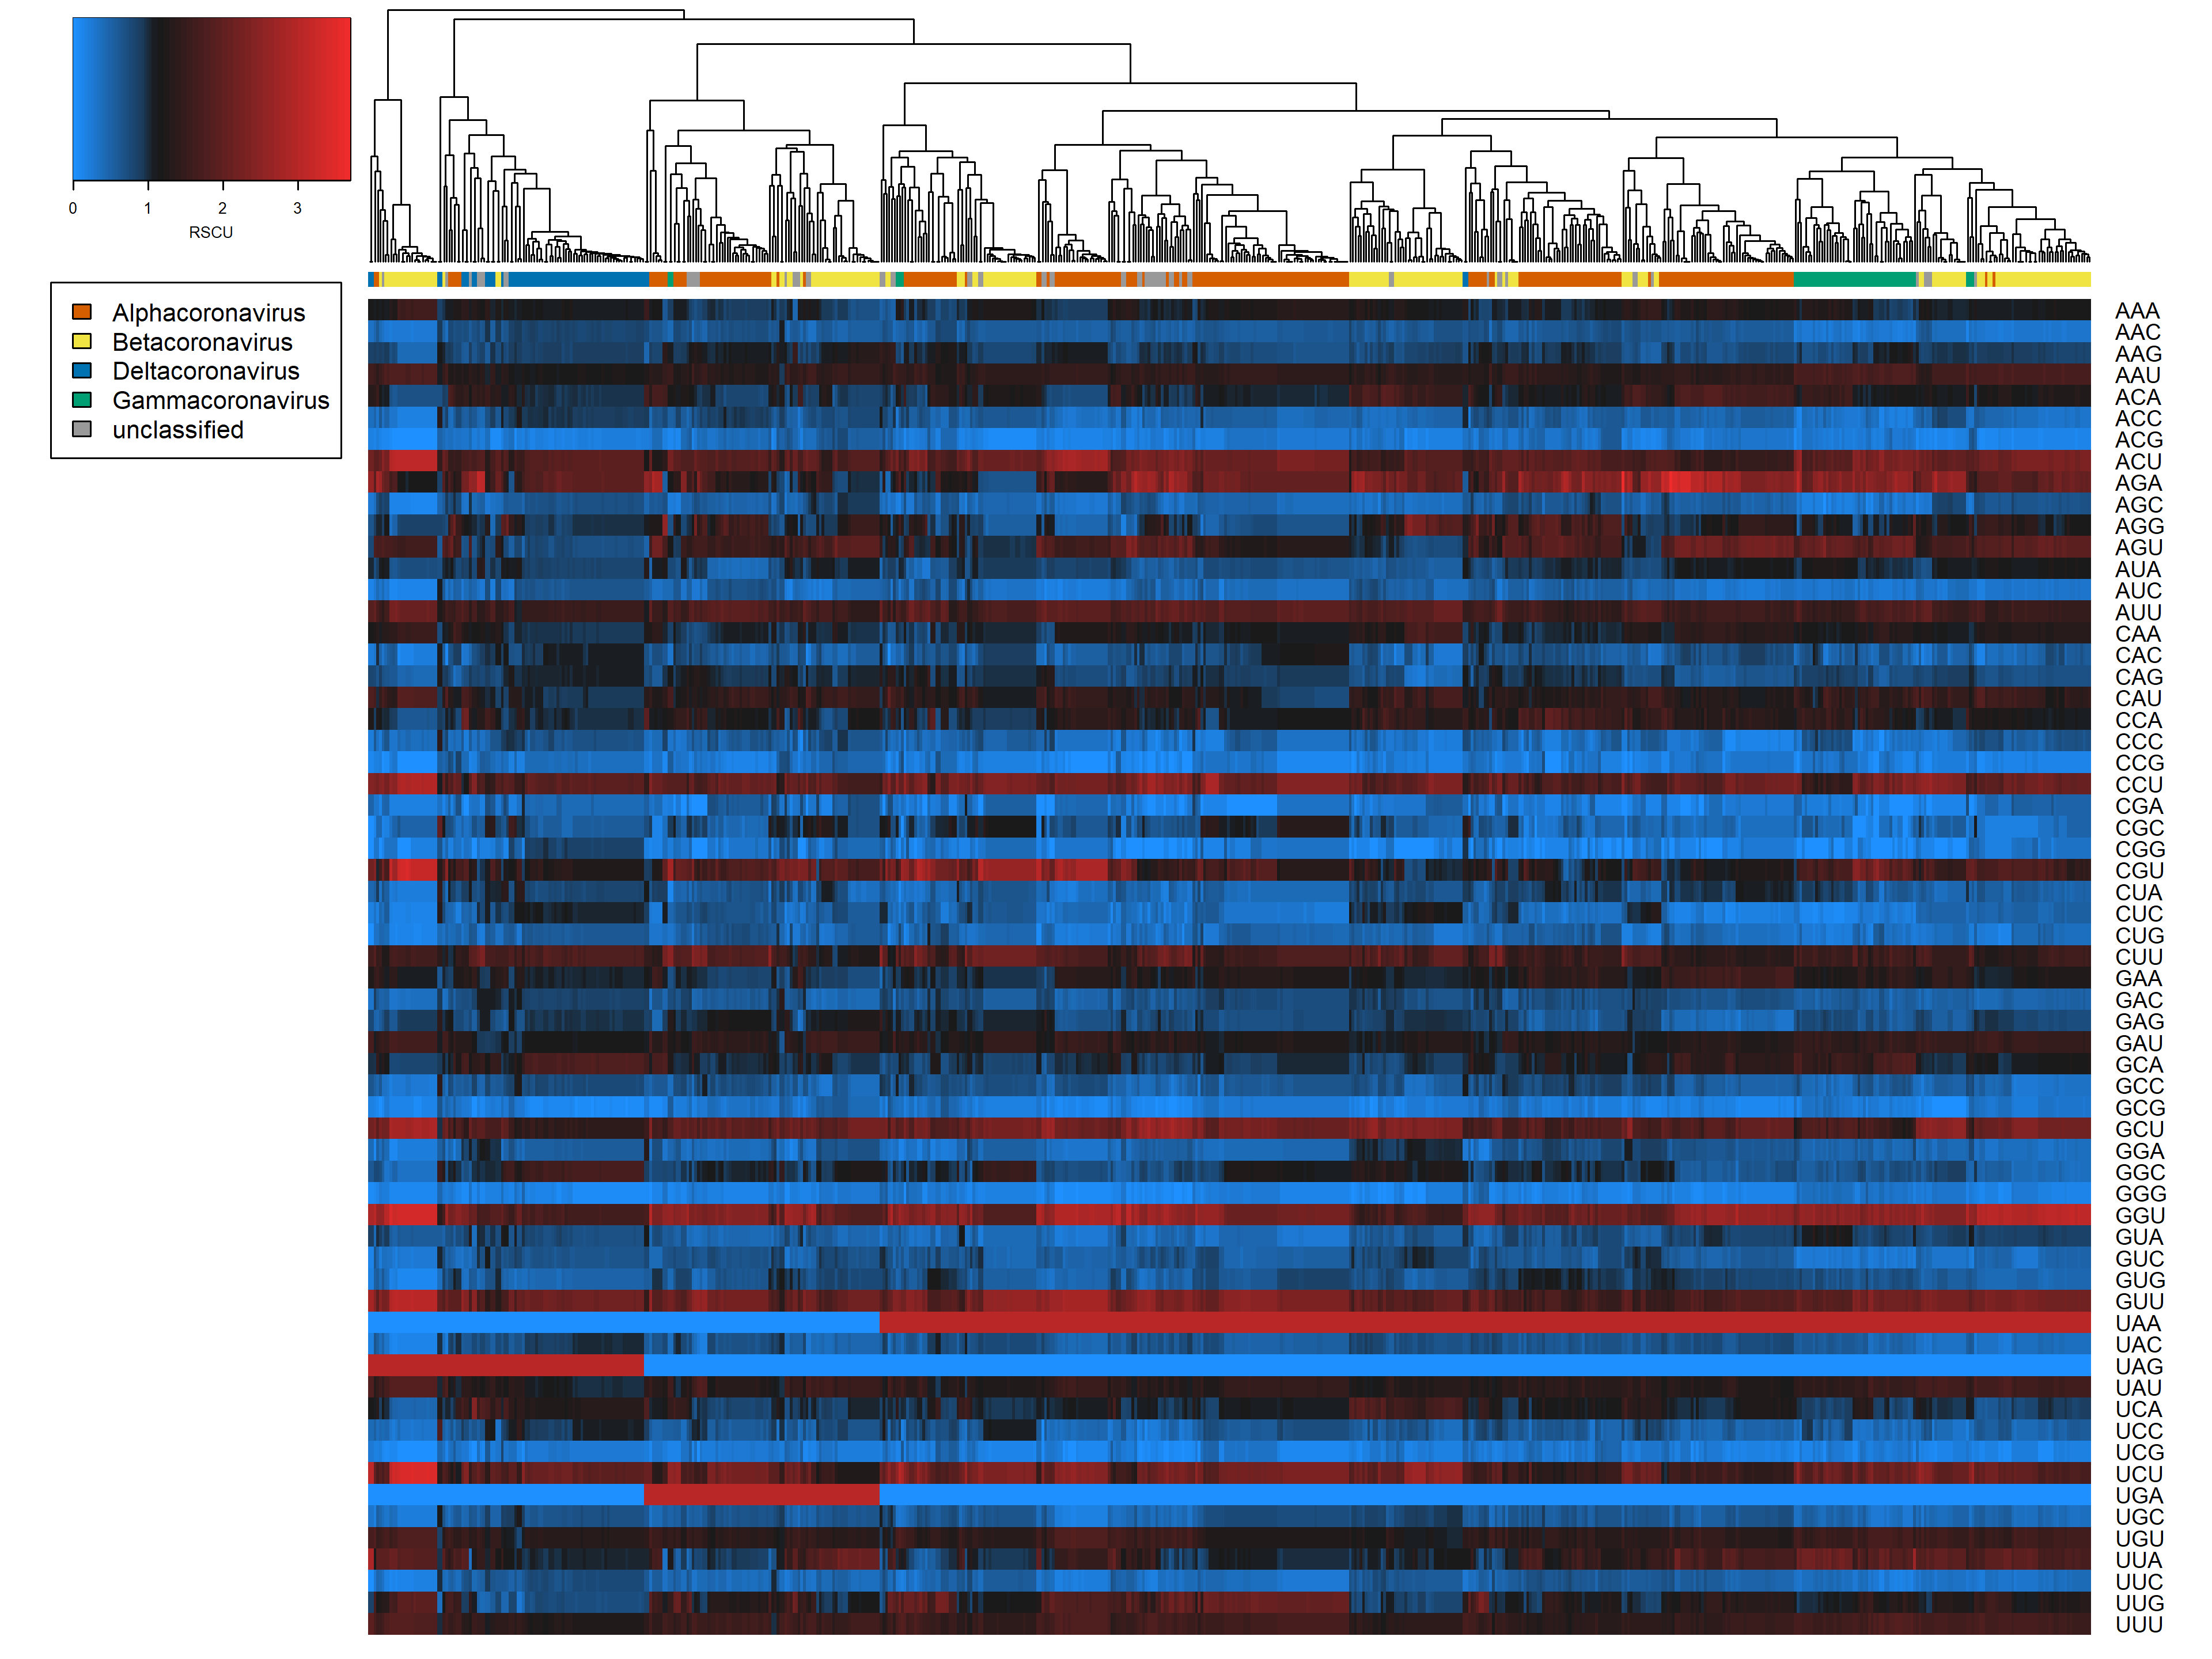 0 1 2 3
RSCU
Alphacoronavirus
Betacoronavirus
Deltacoronavirus
Gammacoronavirus
unclassified
AAA
AAC
AAG
AAU
ACA
ACC
ACG
ACU
AGA
AGC
AGG
AGU
AUA
AUC
AUU
CAA
CAC
CAG
CAU
CCA
CCC
CCG
CCU
CGA
CGC
CGG
CGU
CUA
CUC
CUG
CUU
GAA
GAC
GAG
GAU
GCA
GCC
GCG
GCU
GGA
GGC
GGG
GGU
GUA
GUC
GUG
GUU
UAA
UAC
UAG
UAU
UCA
UCC
UCG
UCU
UGA
UGC
UGU
UUA
UUC
UUG
UUU